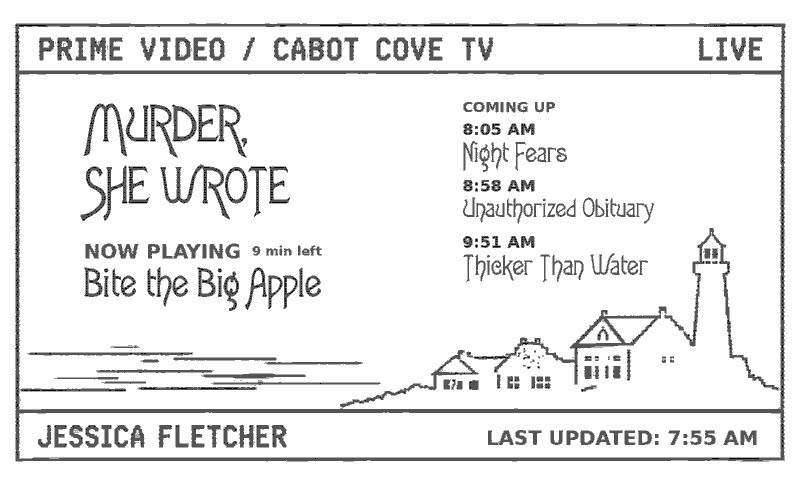 PRIME VIDEO / CABOT COVE TV
LIVE
MURDER,
SHE WROTE
NOW PLAYING 9 min left
Bite the Big Apple
COMING UP
8:05 AM
Night Fears
8:58 AM
Unauthorized Obituary
9:51 AM
Thicker Than Water
JESSICA FLETCHER
LAST UPDATED: 7:55 AM